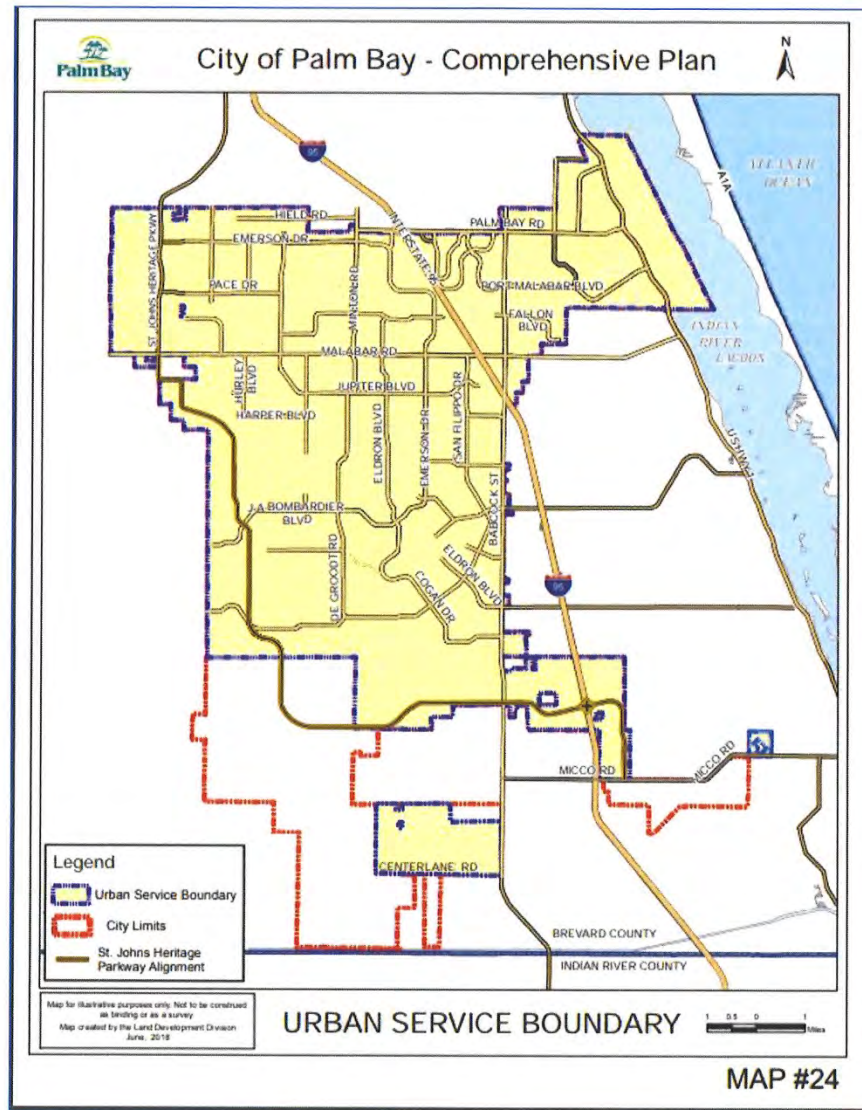 Palm Bay
City of Palm Bay - Comprehensive Plan
N
95
A1A
ATLANTIC
OCEAN
ST. JOHNS HERITAGE PKWY
HIELD RD
EMERSON DR
PACE DR
MINTON RD
INTERSTATE 95
PALM BAY RD
PORT MALABAR BLVD
FALLON
BLVD
INDIAN
RIVER
LAGOON
MALABAR RD
HURLEY
BLVD
JUPITER BLVD
HARPER BLVD
ELDRON BLVD
EMERSON DR
SAN FILIPPO DR
US HWY 1
J.A BOMBARDIER
BLVD
BABCOCK ST
DE GROODT RD
COGAN DR
ELDRON BLVD
95
MICCO RD
MICCO RD
CENTERLANE RD
Legend
Urban Service Boundary
City Limits
St. Johns Heritage
Parkway Alignment
BREVARD COUNTY
INDIAN RIVER COUNTY
Map for illustrative purposes only. Not to be construed
as binding or as a survey
Map created by the Land Development Division
June, 2016
URBAN SERVICE BOUNDARY
1 0.5 0 1
Miles
MAP #24